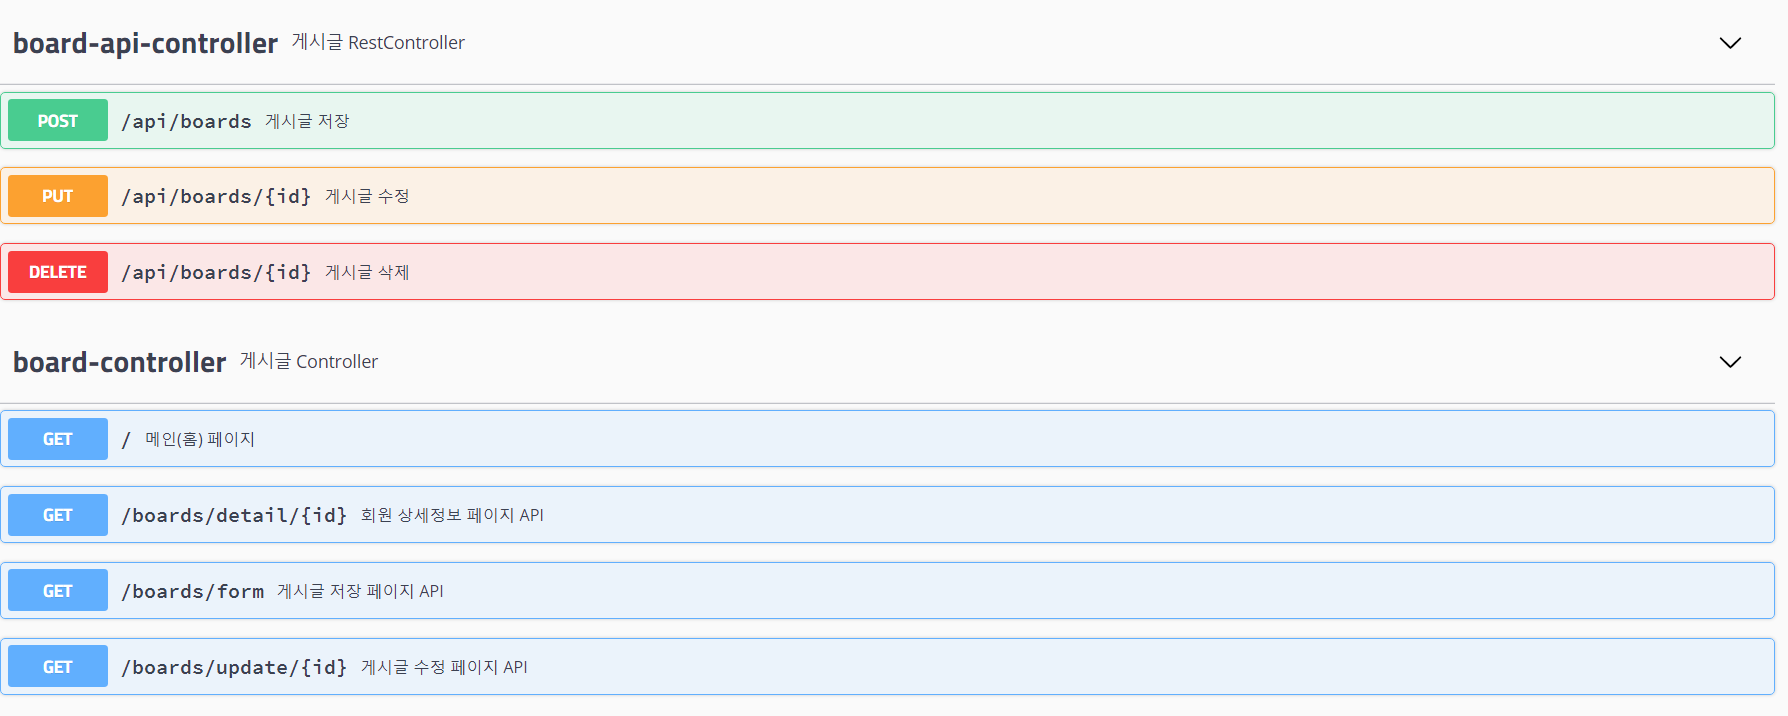 board-api-controller 게시글 RestController
POST /api/boards 게시글 저장
PUT /api/boards/{id} 게시글 수정
DELETE /api/boards/{id} 게시글 삭제
board-controller 게시글 Controller
GET / 메인(홈) 페이지
GET /boards/detail/{id} 회원 상세정보 페이지 API
GET /boards/form 게시글 저장 페이지 API
GET /boards/update/{id} 게시글 수정 페이지 API